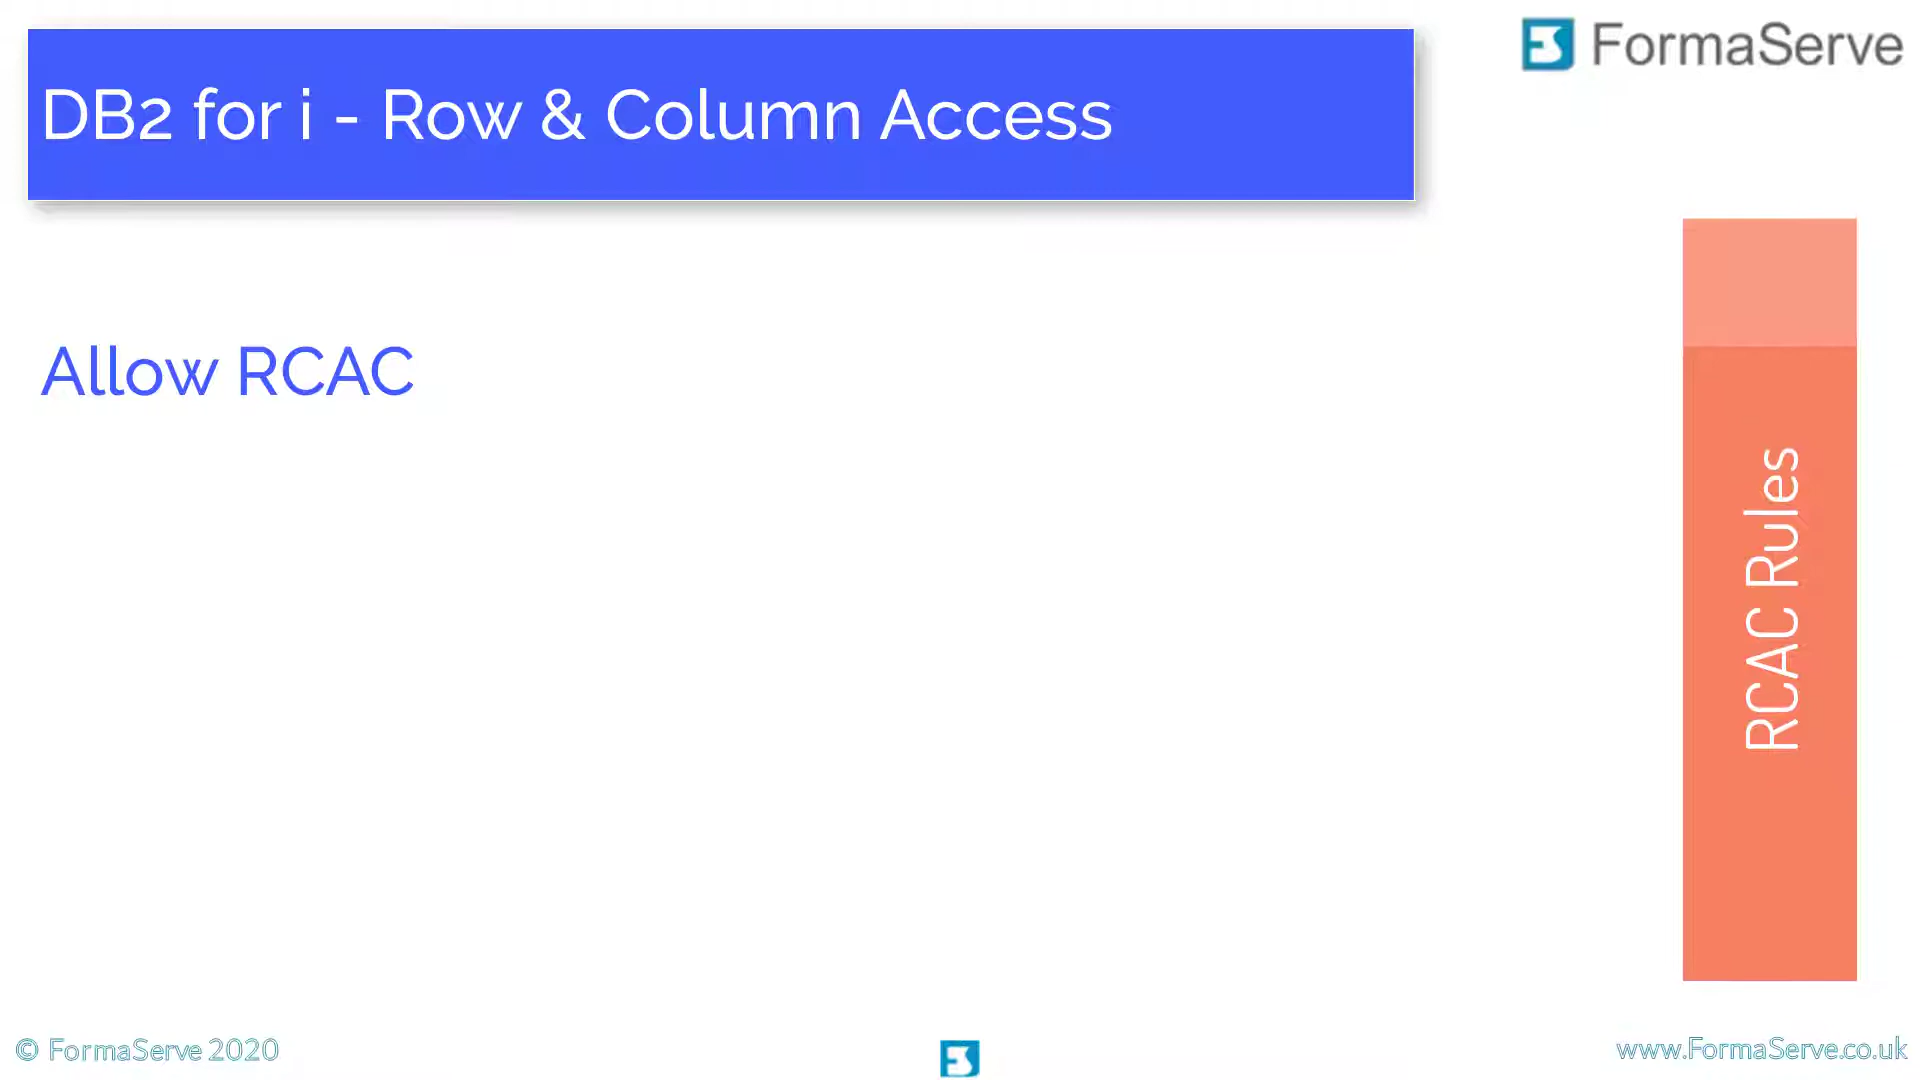 FormaServe
DB2 for i - Row & Column Access
Allow RCAC
RCAC Rules
© FormaServe 2020
www.FormaServe.co.uk